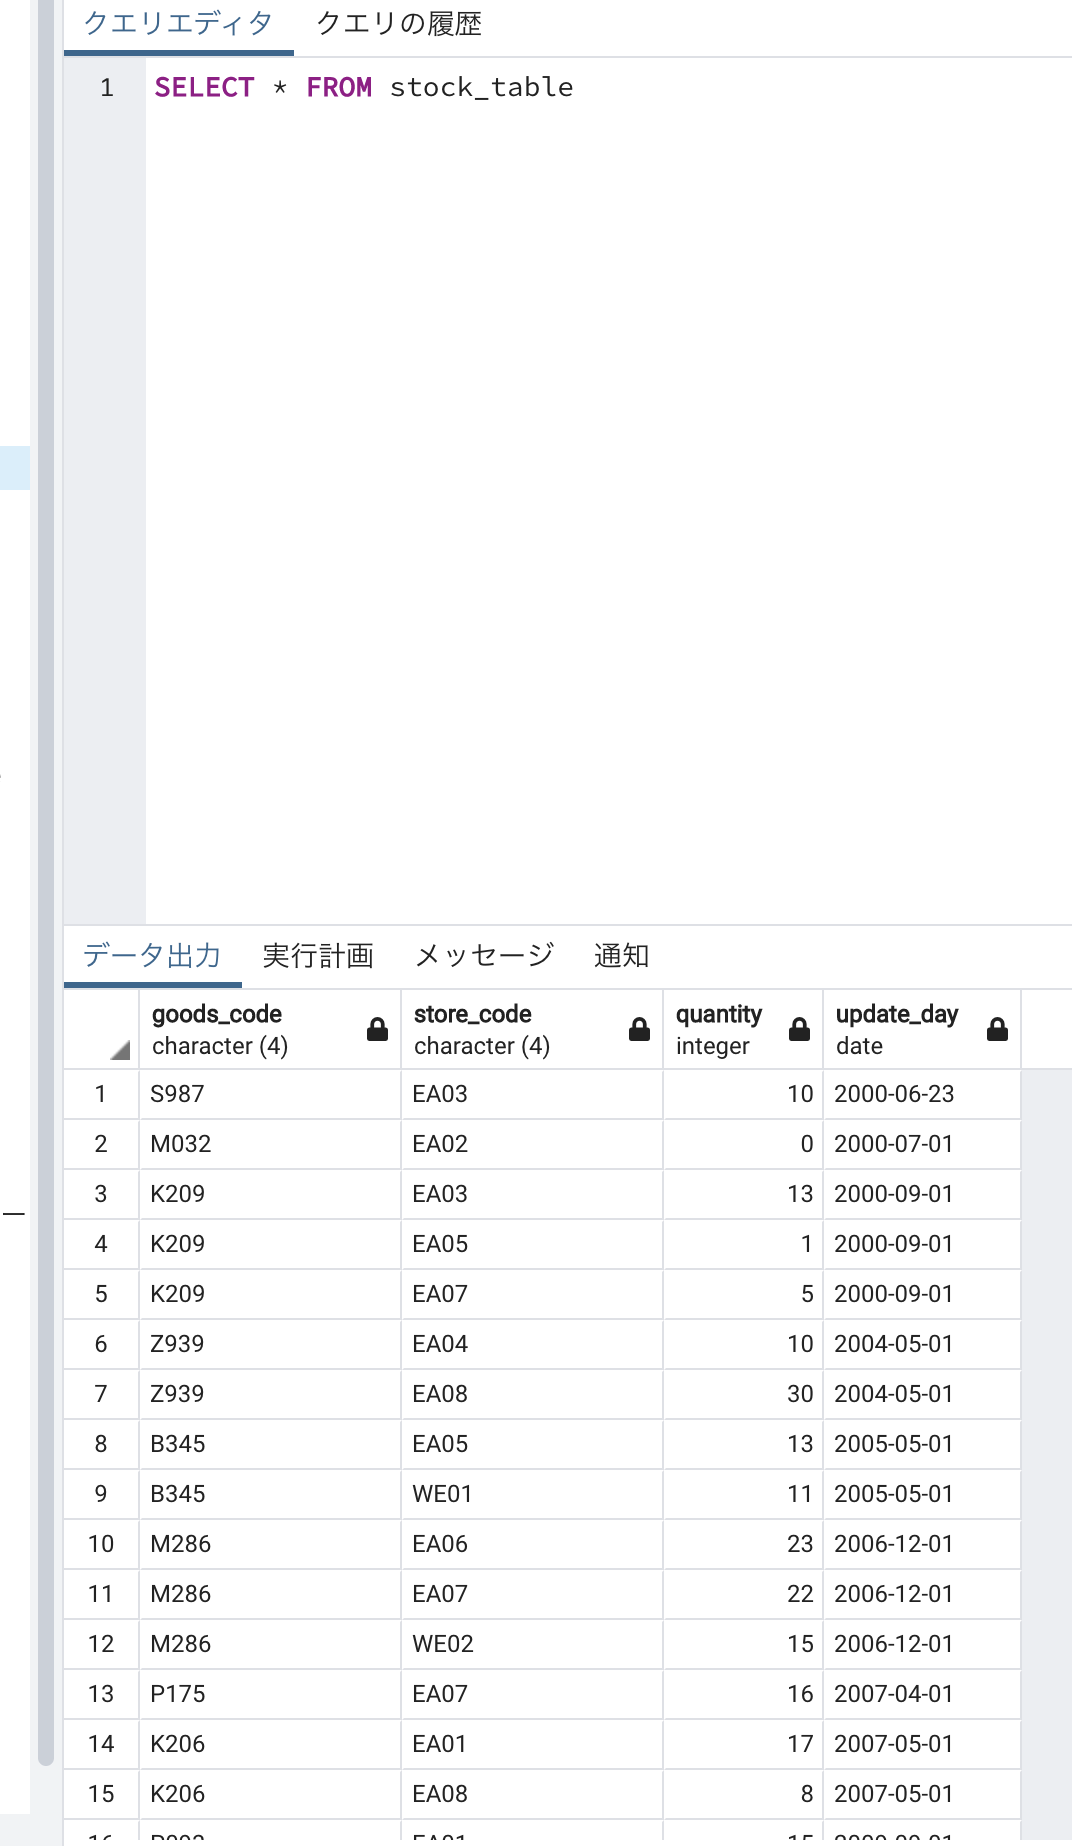 クエリエディタ クエリの履歴
1 SELECT * FROM stock_table
データ出力 実行計画 メッセージ 通知
goods_code store_code quantity update_day
character (4) character (4) integer date
1 S987 EA03 10 2000-06-23
2 M032 EA02 0 2000-07-01
3 K209 EA03 13 2000-09-01
4 K209 EA05 1 2000-09-01
5 K209 EA07 5 2000-09-01
6 Z939 EA04 10 2004-05-01
7 Z939 EA08 30 2004-05-01
8 B345 EA05 13 2005-05-01
9 B345 WE01 11 2005-05-01
10 M286 EA06 23 2006-12-01
11 M286 EA07 22 2006-12-01
12 M286 WE02 15 2006-12-01
13 P175 EA07 16 2007-04-01
14 K206 EA01 17 2007-05-01
15 K206 EA08 8 2007-05-01